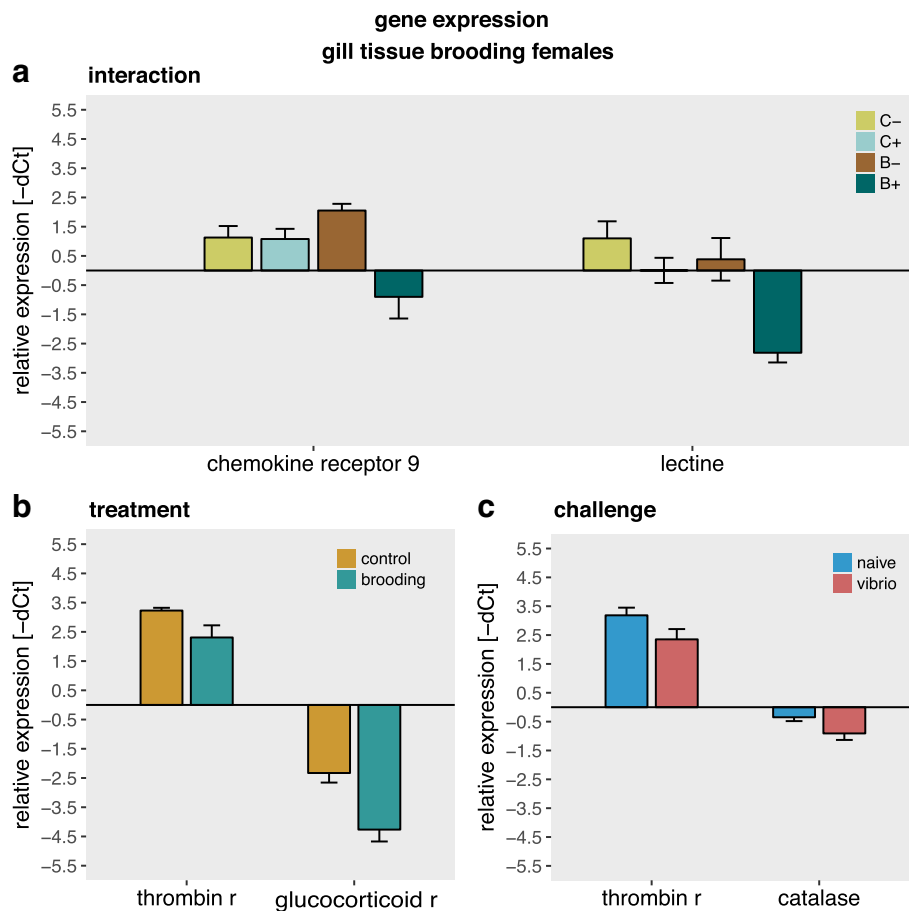 gene expression
gill tissue brooding females
a
interaction
relative expression [−dCt]
5.5
4.5
3.5
2.5
1.5
0.5
−0.5
−1.5
−2.5
−3.5
−4.5
−5.5
C−
C+
B−
B+
chemokine receptor 9
lectine
b
treatment
relative expression [−dCt]
5.5
4.5
3.5
2.5
1.5
0.5
−0.5
−1.5
−2.5
−3.5
−4.5
−5.5
control
brooding
thrombin r
glucocorticoid r
c
challenge
relative expression [−dCt]
5.5
4.5
3.5
2.5
1.5
0.5
−0.5
−1.5
−2.5
−3.5
−4.5
−5.5
naive
vibrio
thrombin r
catalase